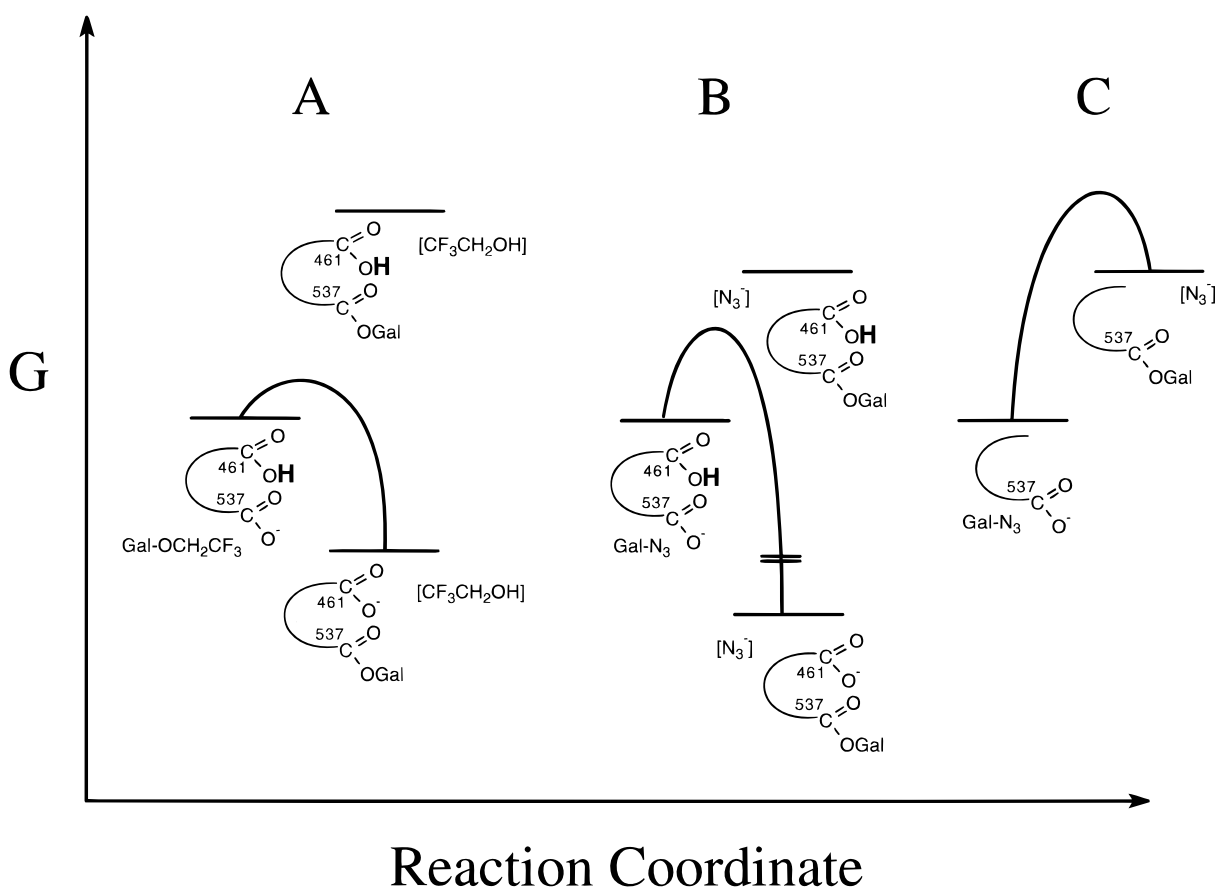 A
B
C
G
C
O
461
OH
[CF₃CH₂OH]
537
O
C
OGal
C
O
461
OH
537
O
C
O⁻
Gal-OCH₂CF₃
C
O
461
O⁻
[CF₃CH₂OH]
537
O
C
OGal
[N₃⁻]
C
O
461
OH
537
O
C
OGal
C
O
461
OH
537
O
C
O⁻
Gal-N₃
[N₃⁻]
C
O
461
O⁻
537
O
C
OGal
[N₃⁻]
537
O
C
OGal
537
O
C
O⁻
Gal-N₃
Reaction Coordinate